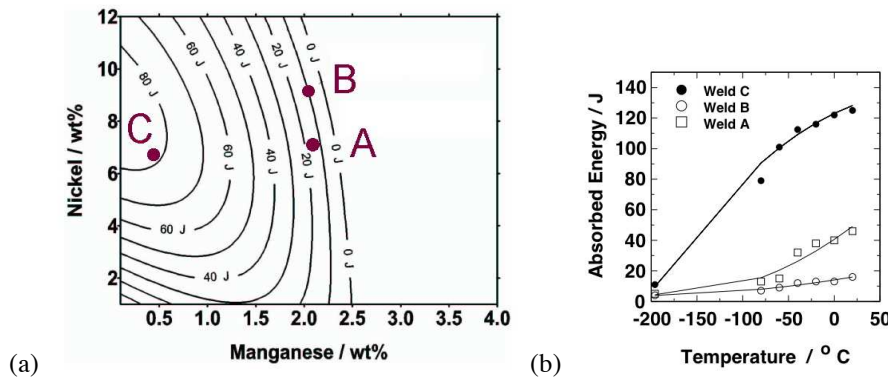 12
10
8
6
4
2
Nickel / wt%
80 J
60 J
40 J
20 J
0 J
B
C
A
80 J
60 J
40 J
20 J
0 J
60 J
40 J
0 J
0.5 1.0 1.5 2.0 2.5 3.0 3.5 4.0
Manganese / wt%
(a)
150
140
120
100
80
60
40
20
0
Absorbed Energy / J
Weld C
Weld B
Weld A
-200 -150 -100 -50 0 50
Temperature / ° C
(b)